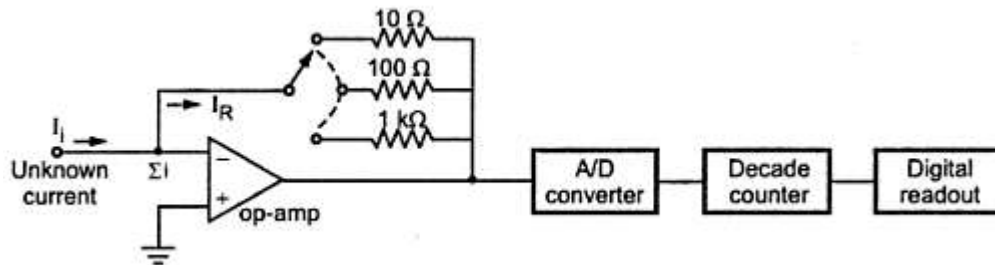 10 Ω
100 Ω
I_R
1 kΩ
I_i
Unknown
current
Σi
−
+
op-amp
A/D
converter
Decade
counter
Digital
readout